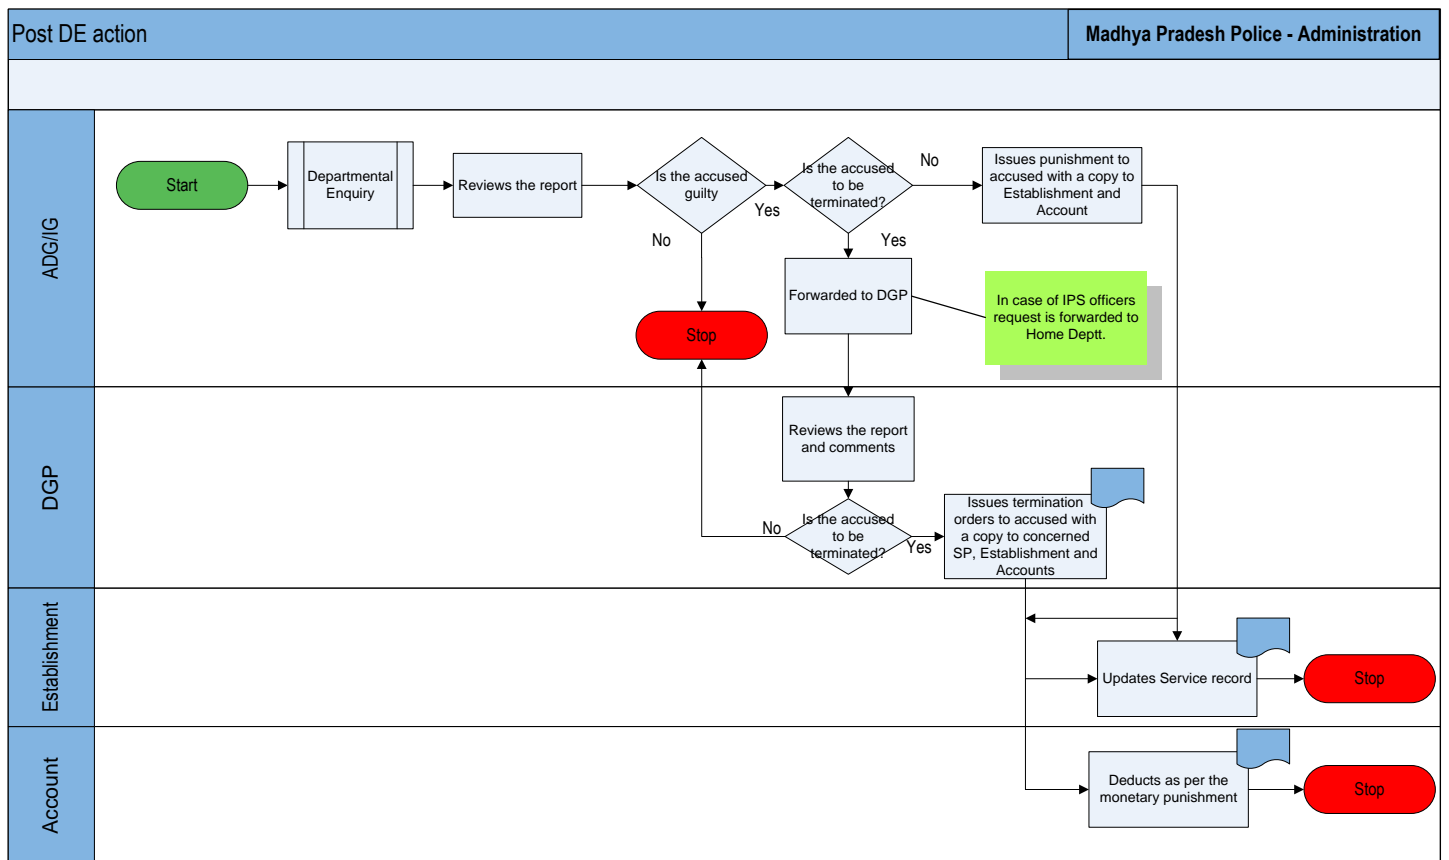 Post DE action
Madhya Pradesh Police - Administration
ADG/IG
Start
Departmental
Enquiry
Reviews the report
Is the accused
guilty
Yes
No
Is the accused
to be
terminated?
No
Yes
Issues punishment to
accused with a copy to
Establishment and
Account
Forwarded to DGP
In case of IPS officers
request is forwarded to
Home Deptt.
Stop
DGP
Reviews the report
and comments
Is the accused
to be
terminated?
No
Yes
Issues termination
orders to accused with
a copy to concerned
SP, Establishment and
Accounts
Establishment
Updates Service record
Stop
Account
Deducts as per the
monetary punishment
Stop